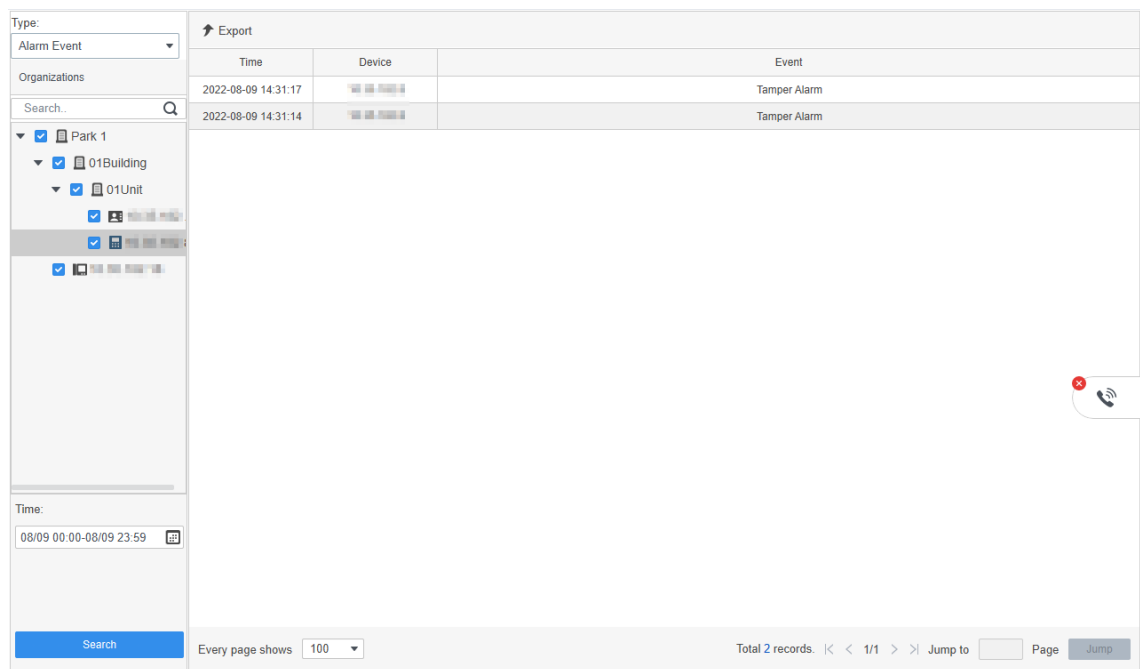 Type:
Alarm Event
Organizations
Search..
Park 1
01Building
01Unit
Time:
08/09 00:00-08/09 23:59
Search
Export
Time Device Event
2022-08-09 14:31:17 Tamper Alarm
2022-08-09 14:31:14 Tamper Alarm
Every page shows 100 Total 2 records. |< < 1/1 > >| Jump to Page Jump